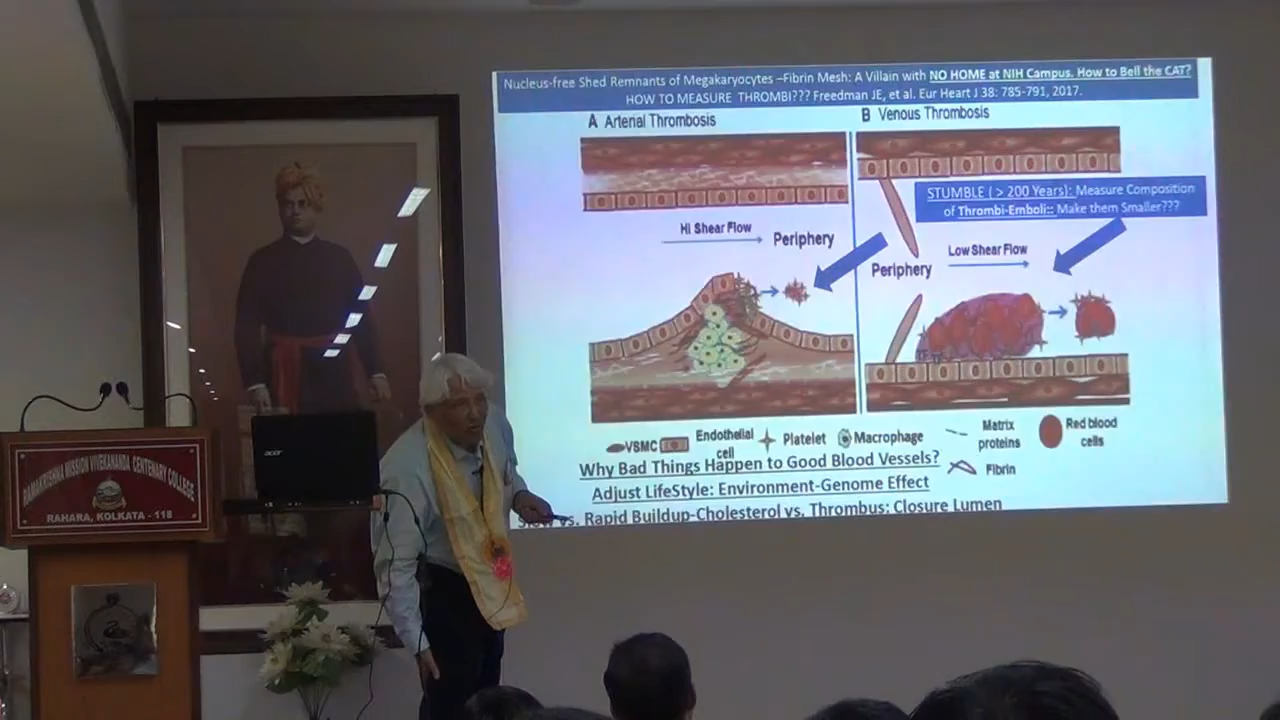 Nucleus-free Shed Remnants of Megakaryocytes –Fibrin Mesh: A Villain with NO HOME at NIH Campus. How to Bell the CAT?
HOW TO MEASURE THROMBI??? Freedman JE, et al. Eur Heart J 38: 785-791, 2017.
A Arterial Thrombosis
B Venous Thrombosis
STUMBLE ( > 200 Years): Measure Composition
of Thrombi-Emboli:: Make them Smaller???
Hi Shear Flow
Periphery
Low Shear Flow
Periphery
VSMC
Endothelial
cell
Platelet
Macrophage
Matrix
proteins
Red blood
cells
Fibrin
Why Bad Things Happen to Good Blood Vessels?
Adjust LifeStyle: Environment-Genome Effect
vs. Rapid Buildup-Cholesterol vs. Thrombus: Closure Lumen
acer
RAMAKRISHNA MISSION VIVEKANANDA CENTENARY COLLEGE
RAHARA, KOLKATA - 118